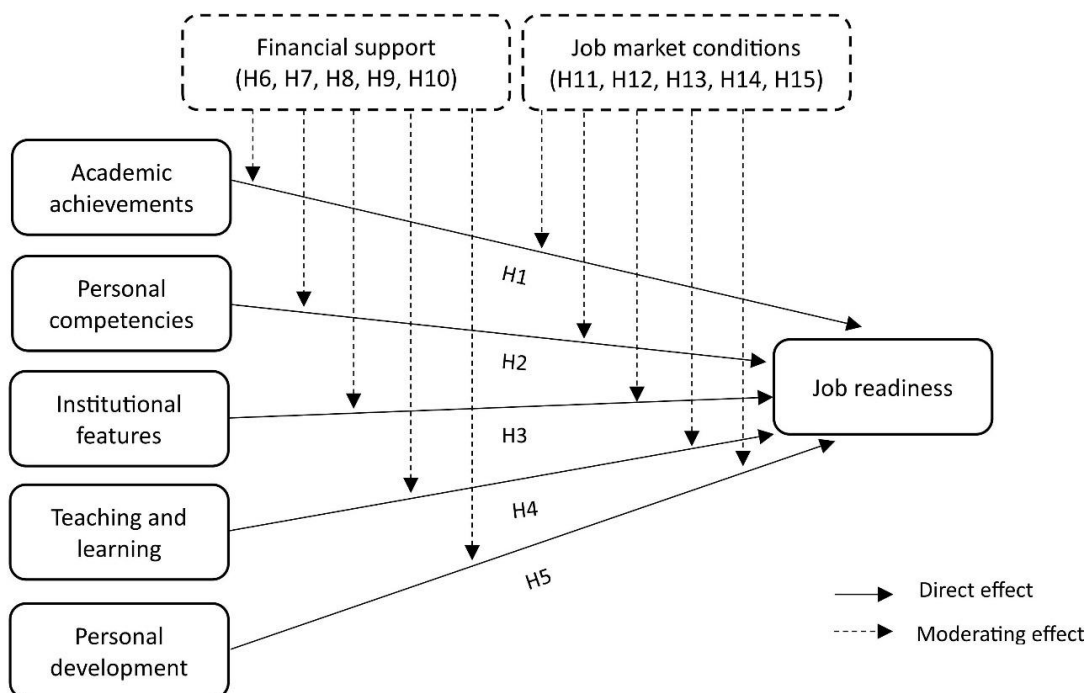 Financial support
(H6, H7, H8, H9, H10)
Job market conditions
(H11, H12, H13, H14, H15)
Academic
achievements
H1
Personal
competencies
H2
Job readiness
Institutional
features
H3
Teaching and
learning
H4
H5
Personal
development
Direct effect
Moderating effect